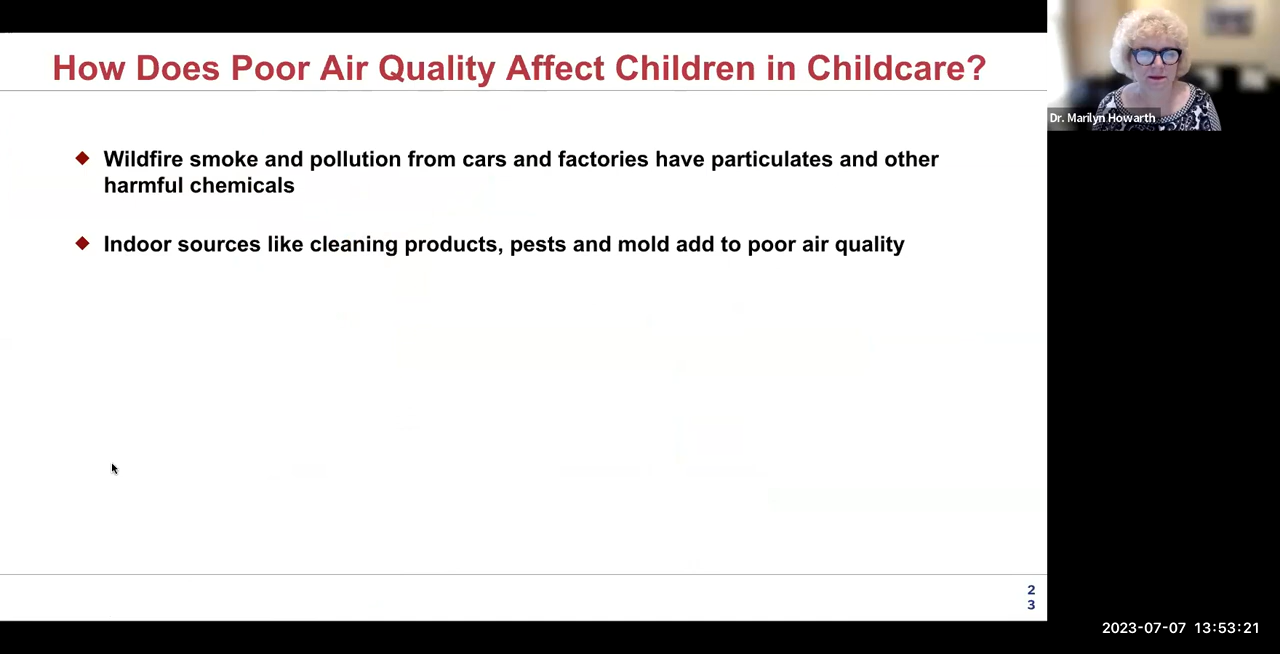 How Does Poor Air Quality Affect Children in Childcare?
Wildfire smoke and pollution from cars and factories have particulates and other
harmful chemicals
Indoor sources like cleaning products, pests and mold add to poor air quality
2
3
Dr. Marilyn Howarth
2023-07-07 13:53:21